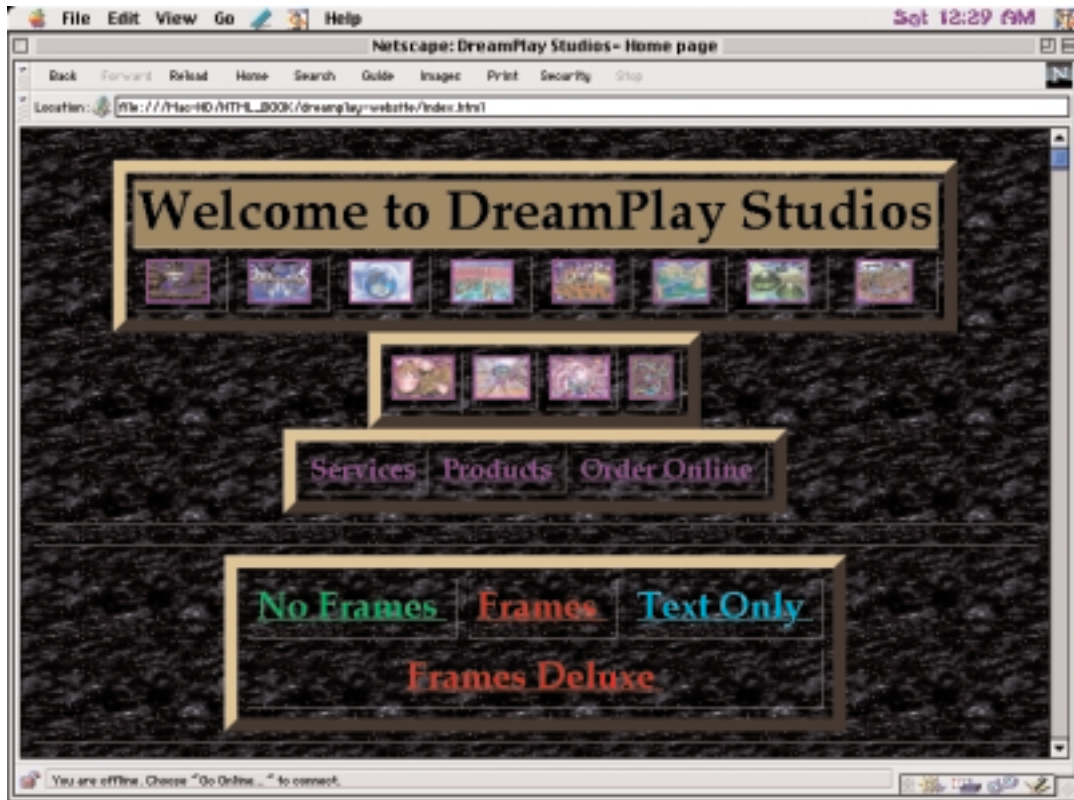 File Edit View Go Help Sat 12:29 AM
Netscape: DreamPlay Studios- Home page
Back Forward Reload Home Search Guide Images Print Security Stop
Location: file:///Mac-HD/HTML_BOOK/dreamplay-website/index.html
Welcome to DreamPlay Studios
Services Products Order Online
No Frames Frames Text Only
Frames Deluxe
You are offline. Choose "Go Online..." to connect.